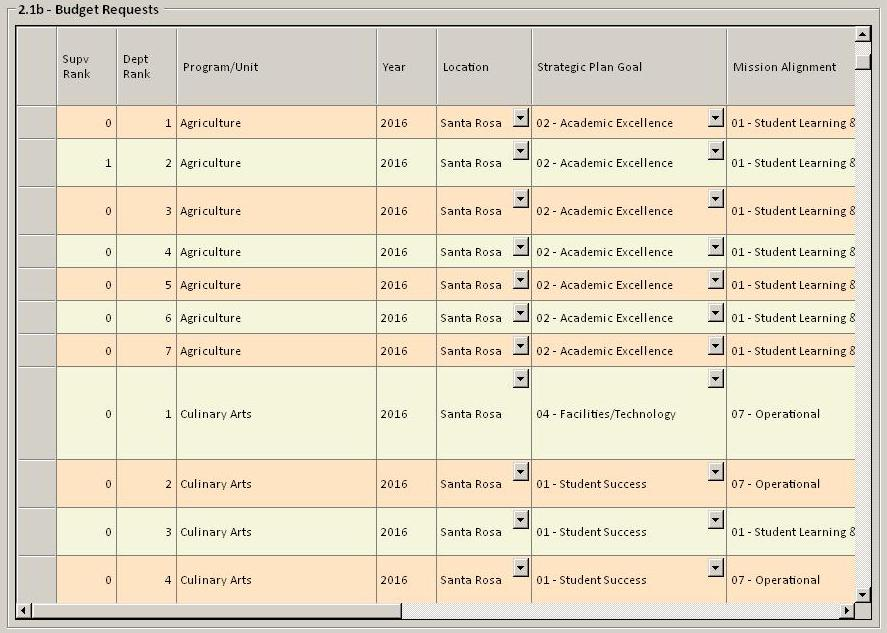 2.1b - Budget Requests
Supv Rank Dept Rank Program/Unit Year Location Strategic Plan Goal Mission Alignment
0 1 Agriculture 2016 Santa Rosa 02 - Academic Excellence 01 - Student Learning &
1 2 Agriculture 2016 Santa Rosa 02 - Academic Excellence 01 - Student Learning &
0 3 Agriculture 2016 Santa Rosa 02 - Academic Excellence 01 - Student Learning &
0 4 Agriculture 2016 Santa Rosa 02 - Academic Excellence 01 - Student Learning &
0 5 Agriculture 2016 Santa Rosa 02 - Academic Excellence 01 - Student Learning &
0 6 Agriculture 2016 Santa Rosa 02 - Academic Excellence 01 - Student Learning &
0 7 Agriculture 2016 Santa Rosa 02 - Academic Excellence 01 - Student Learning &
0 1 Culinary Arts 2016 Santa Rosa 04 - Facilities/Technology 07 - Operational
0 2 Culinary Arts 2016 Santa Rosa 01 - Student Success 07 - Operational
0 3 Culinary Arts 2016 Santa Rosa 01 - Student Success 01 - Student Learning &
0 4 Culinary Arts 2016 Santa Rosa 01 - Student Success 07 - Operational